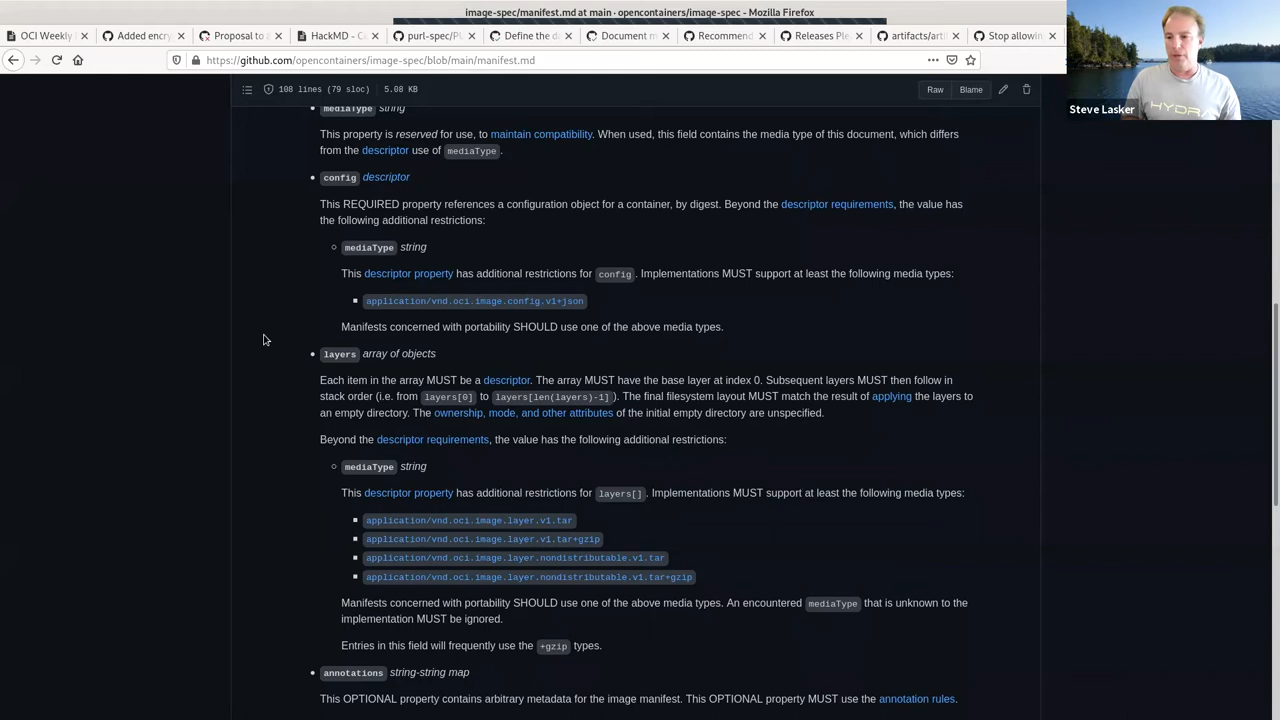 image-spec/manifest.md at main · opencontainers/image-spec - Mozilla Firefox
OCI Weekly
Added encr
Proposal to a
HackMD - C
purl-spec/PU
Define the da
Document m
Recommend
Releases Ple
artifacts/artif
Stop allowin
https://github.com/opencontainers/image-spec/blob/main/manifest.md
108 lines (79 sloc) 5.08 KB
Raw
Blame
Steve Lasker
HYDRA
mediaType string
This property is reserved for use, to maintain compatibility. When used, this field contains the media type of this document, which differs
from the descriptor use of mediaType.
config descriptor
This REQUIRED property references a configuration object for a container, by digest. Beyond the descriptor requirements, the value has
the following additional restrictions:
mediaType string
This descriptor property has additional restrictions for config. Implementations MUST support at least the following media types:
application/vnd.oci.image.config.v1+json
Manifests concerned with portability SHOULD use one of the above media types.
layers array of objects
Each item in the array MUST be a descriptor. The array MUST have the base layer at index 0. Subsequent layers MUST then follow in
stack order (i.e. from layers[0] to layers[len(layers)-1]). The final filesystem layout MUST match the result of applying the layers to
an empty directory. The ownership, mode, and other attributes of the initial empty directory are unspecified.
Beyond the descriptor requirements, the value has the following additional restrictions:
mediaType string
This descriptor property has additional restrictions for layers[]. Implementations MUST support at least the following media types:
application/vnd.oci.image.layer.v1.tar
application/vnd.oci.image.layer.v1.tar+gzip
application/vnd.oci.image.layer.nondistributable.v1.tar
application/vnd.oci.image.layer.nondistributable.v1.tar+gzip
Manifests concerned with portability SHOULD use one of the above media types. An encountered mediaType that is unknown to the
implementation MUST be ignored.
Entries in this field will frequently use the +gzip types.
annotations string-string map
This OPTIONAL property contains arbitrary metadata for the image manifest. This OPTIONAL property MUST use the annotation rules.